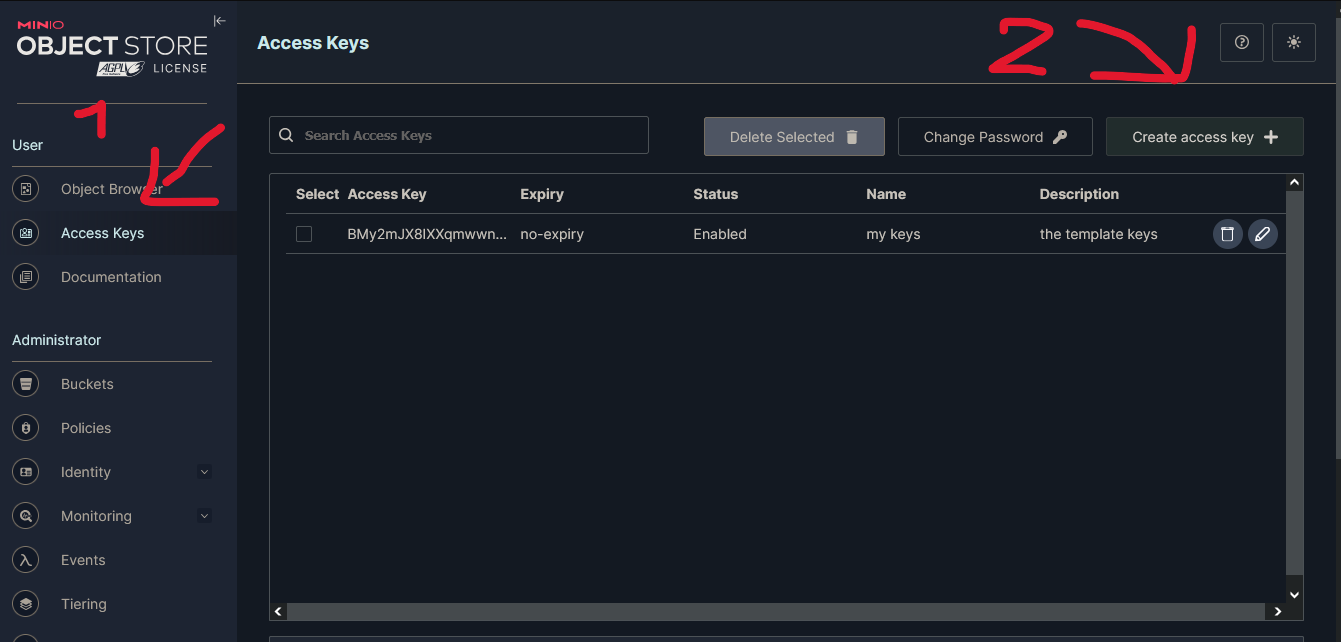 MINIO
OBJECT STORE
AGPLV3 LICENSE
1
User
Object Browser
Access Keys
Documentation
Administrator
Buckets
Policies
Identity
Monitoring
Events
Tiering
Access Keys
2
Search Access Keys
Delete Selected
Change Password
Create access key
Select Access Key Expiry Status Name Description
BMy2mJX8IXXqmwwn... no-expiry Enabled my keys the template keys